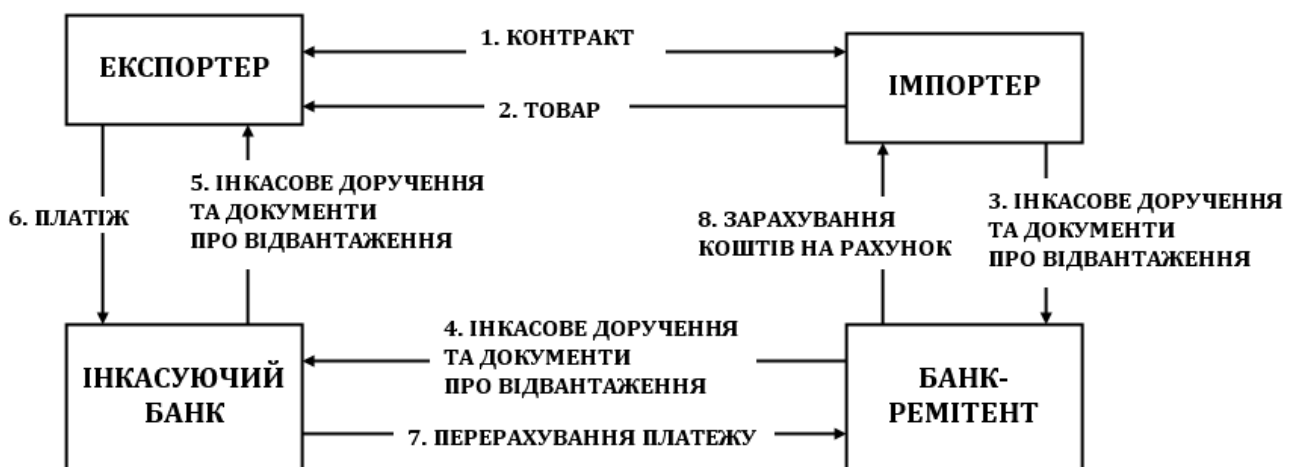 1. КОНТРАКТ
ЕКСПОРТЕР
ІМПОРТЕР
2. ТОВАР
5. ІНКАСОВЕ ДОРУЧЕННЯ
ТА ДОКУМЕНТИ
ПРО ВІДВАНТАЖЕННЯ
6. ПЛАТІЖ
8. ЗАРАХУВАННЯ
КОШТІВ НА РАХУНОК
3. ІНКАСОВЕ ДОРУЧЕННЯ
ТА ДОКУМЕНТИ
ПРО ВІДВАНТАЖЕННЯ
4. ІНКАСОВЕ ДОРУЧЕННЯ
ТА ДОКУМЕНТИ
ПРО ВІДВАНТАЖЕННЯ
ІНКАСУЮЧИЙ
БАНК
БАНК-
РЕМІТЕНТ
7. ПЕРЕРАХУВАННЯ ПЛАТЕЖУ